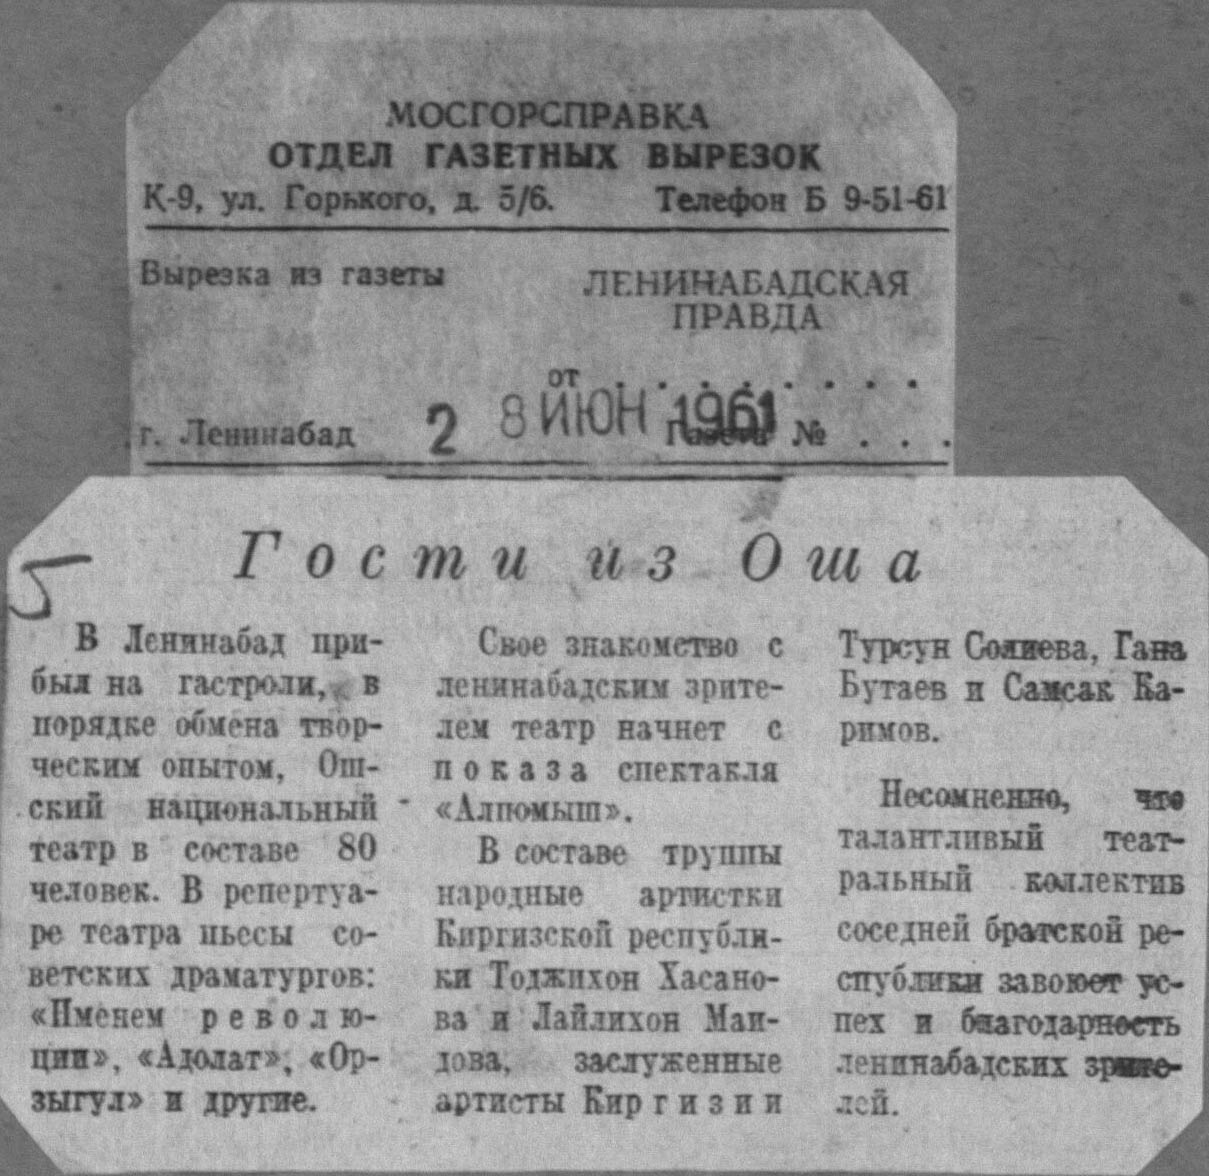 МОСГОРСПРАВКА
ОТДЕЛ ГАЗЕТНЫХ ВЫРЕЗОК
К-9, ул. Горького, д. 5/6. Телефон Б 9-51-61
Вырезка из газеты
ЛЕНИНАБАДСКАЯ
ПРАВДА
от . . . . . . . .
г. Ленинабад 2 8 ИЮН 1961 Газета № . . .
5
Гости из Оша
В Ленинабад при-
был на гастроли, в
порядке обмена твор-
ческим опытом, Ош-
ский национальный
театр в составе 80
человек. В репертуа-
ре театра пьесы со-
ветских драматургов:
«Именем револю-
ции», «Адолат», «Ор-
зыгул» и другие.
Свое знакомство с
ленинабадским зрите-
лем театр начнет с
показа спектакля
«Алпомыш».
В составе труппы
народные артистки
Киргизской республи-
ки Тоджихон Хасано-
ва и Лайлихон Маи-
дова, заслуженные
артисты Киргизии
Турсун Солиева, Гана
Бутаев и Самсак Ка-
римов.
Несомненно, что
талантливый теат-
ральный коллектив
соседней братской ре-
спублики завоюет ус-
пех и благодарность
ленинабадских зрите-
лей.